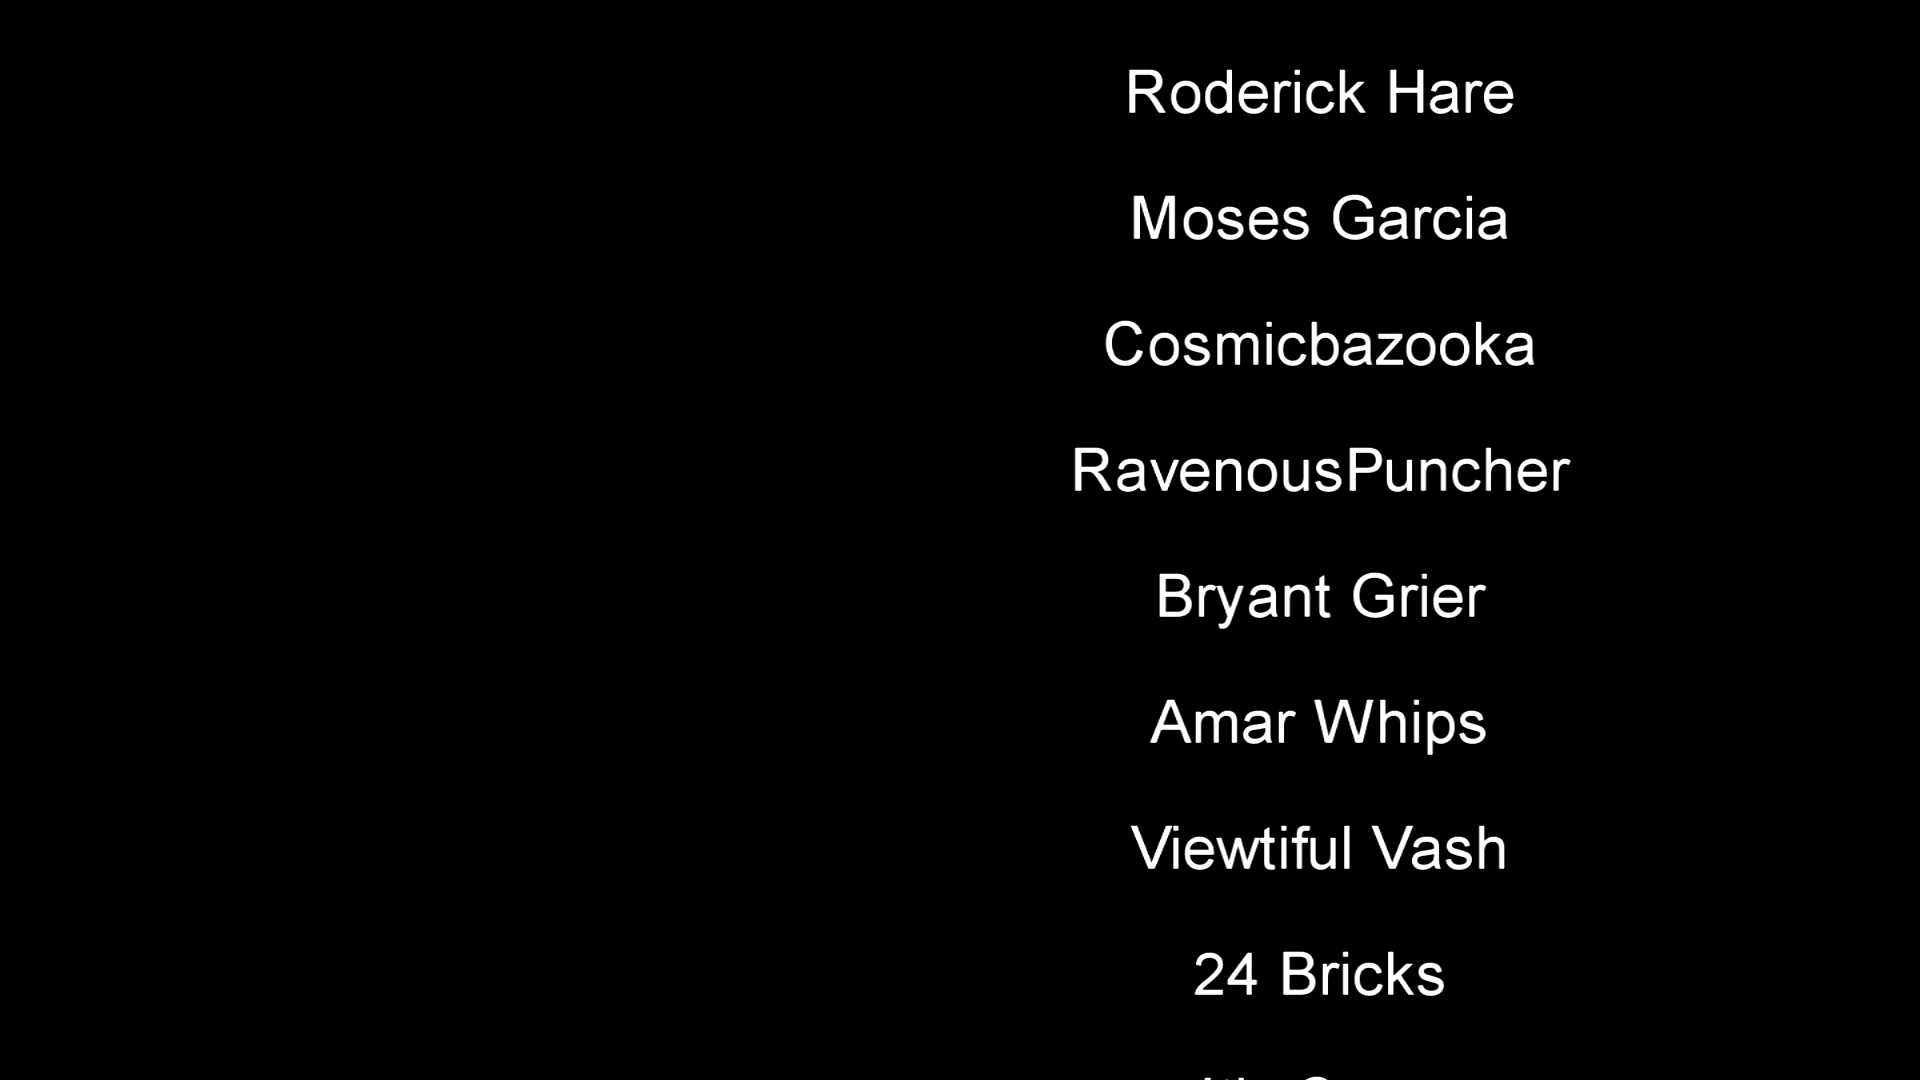 Roderick Hare
Moses Garcia
Cosmicbazooka
RavenousPuncher
Bryant Grier
Amar Whips
Viewtiful Vash
24 Bricks